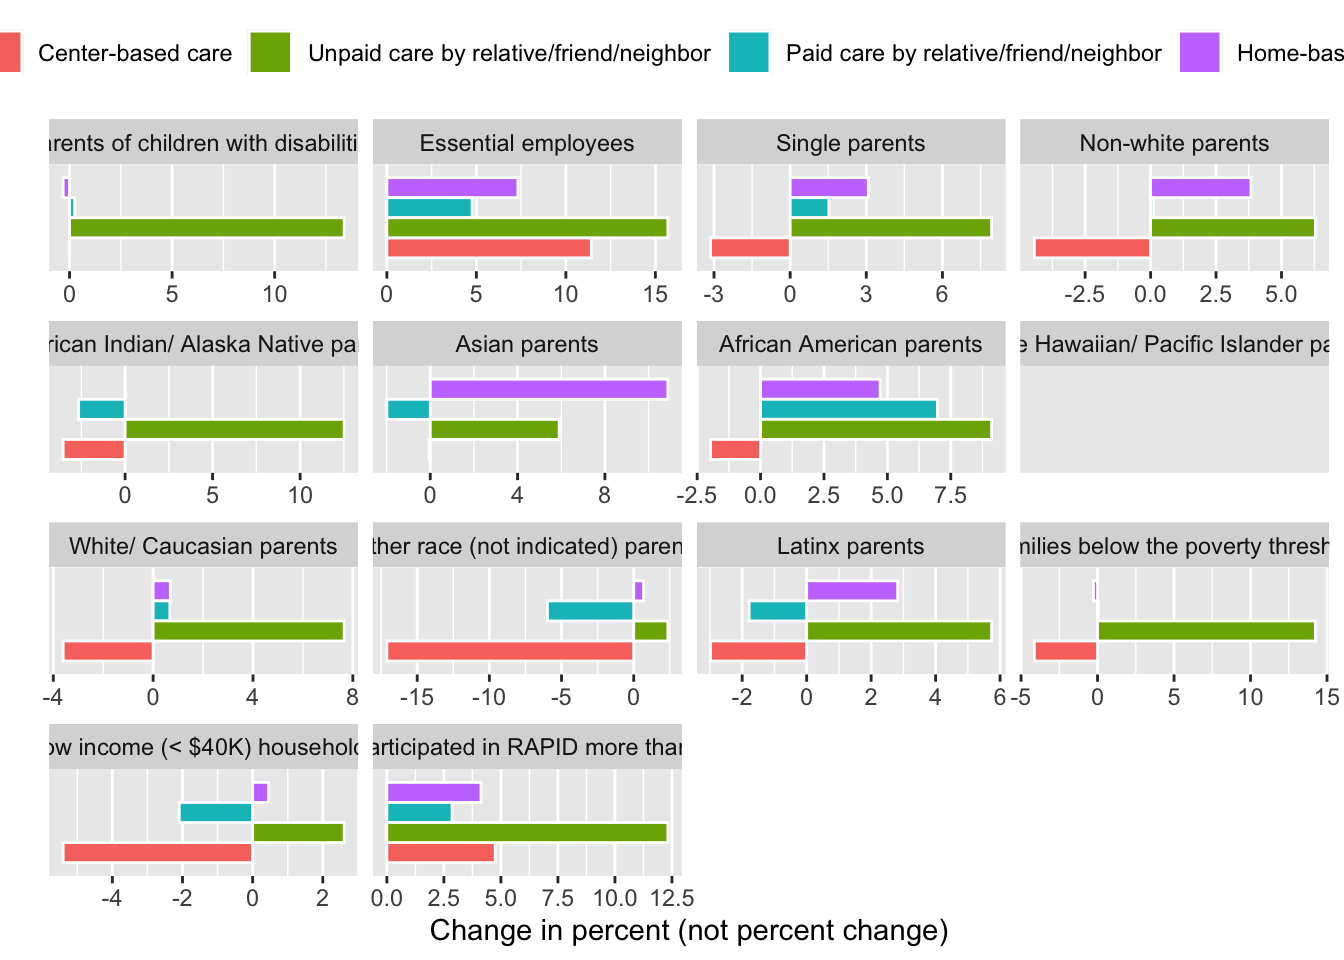 Center-based care Unpaid care by relative/friend/neighbor Paid care by relative/friend/neighbor Home-bas
arents of children with disabiliti Essential employees Single parents Non-white parents
0 5 10 0 5 10 15 -3 0 3 6 -2.5 0.0 2.5 5.0
rican Indian/ Alaska Native par Asian parents African American parents e Hawaiian/ Pacific Islander pa
0 5 10 0 4 8 -2.5 0.0 2.5 5.0 7.5
White/ Caucasian parents ther race (not indicated) paren Latinx parents milies below the poverty thresh
-4 0 4 8 -15 -10 -5 0 -2 0 2 4 6 -5 0 5 10 15
ow income (< $40K) household articipated in RAPID more than
-4 -2 0 2 0.0 2.5 5.0 7.5 10.0 12.5
Change in percent (not percent change)